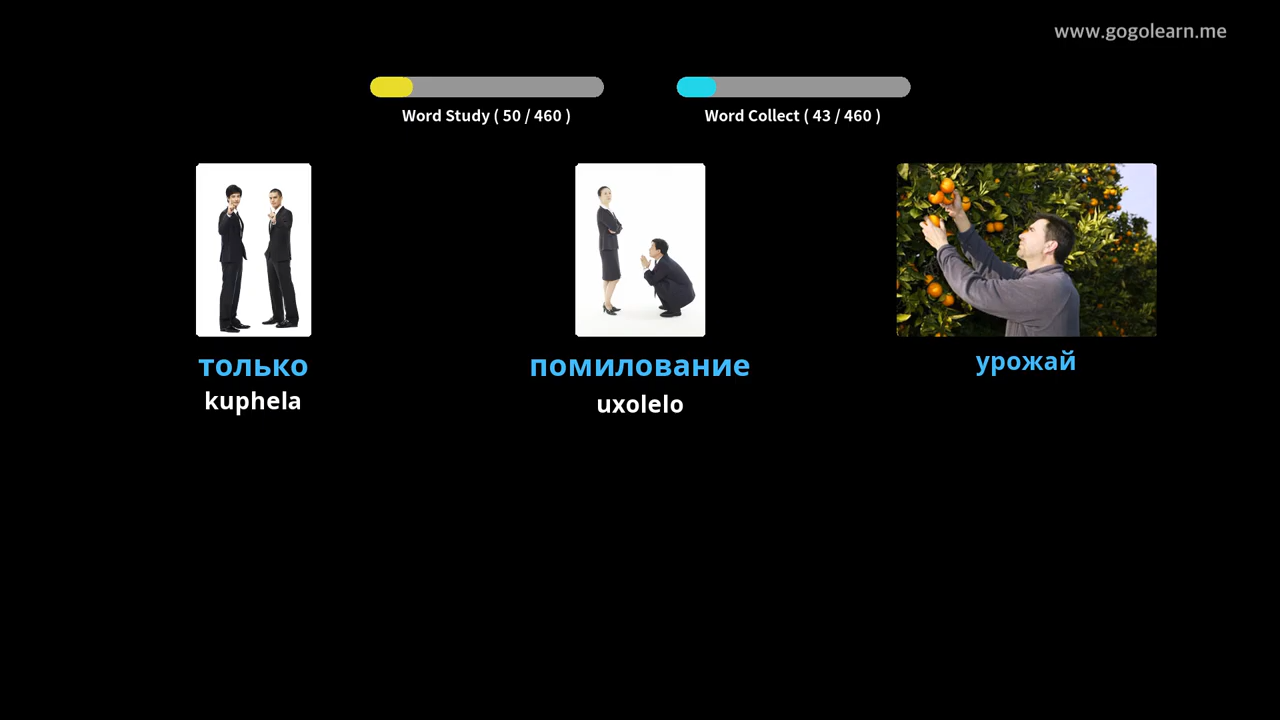 www.gogolearn.me
Word Study ( 50 / 460 )
Word Collect ( 43 / 460 )
только
kuphela
помилование
uxolelo
урожай